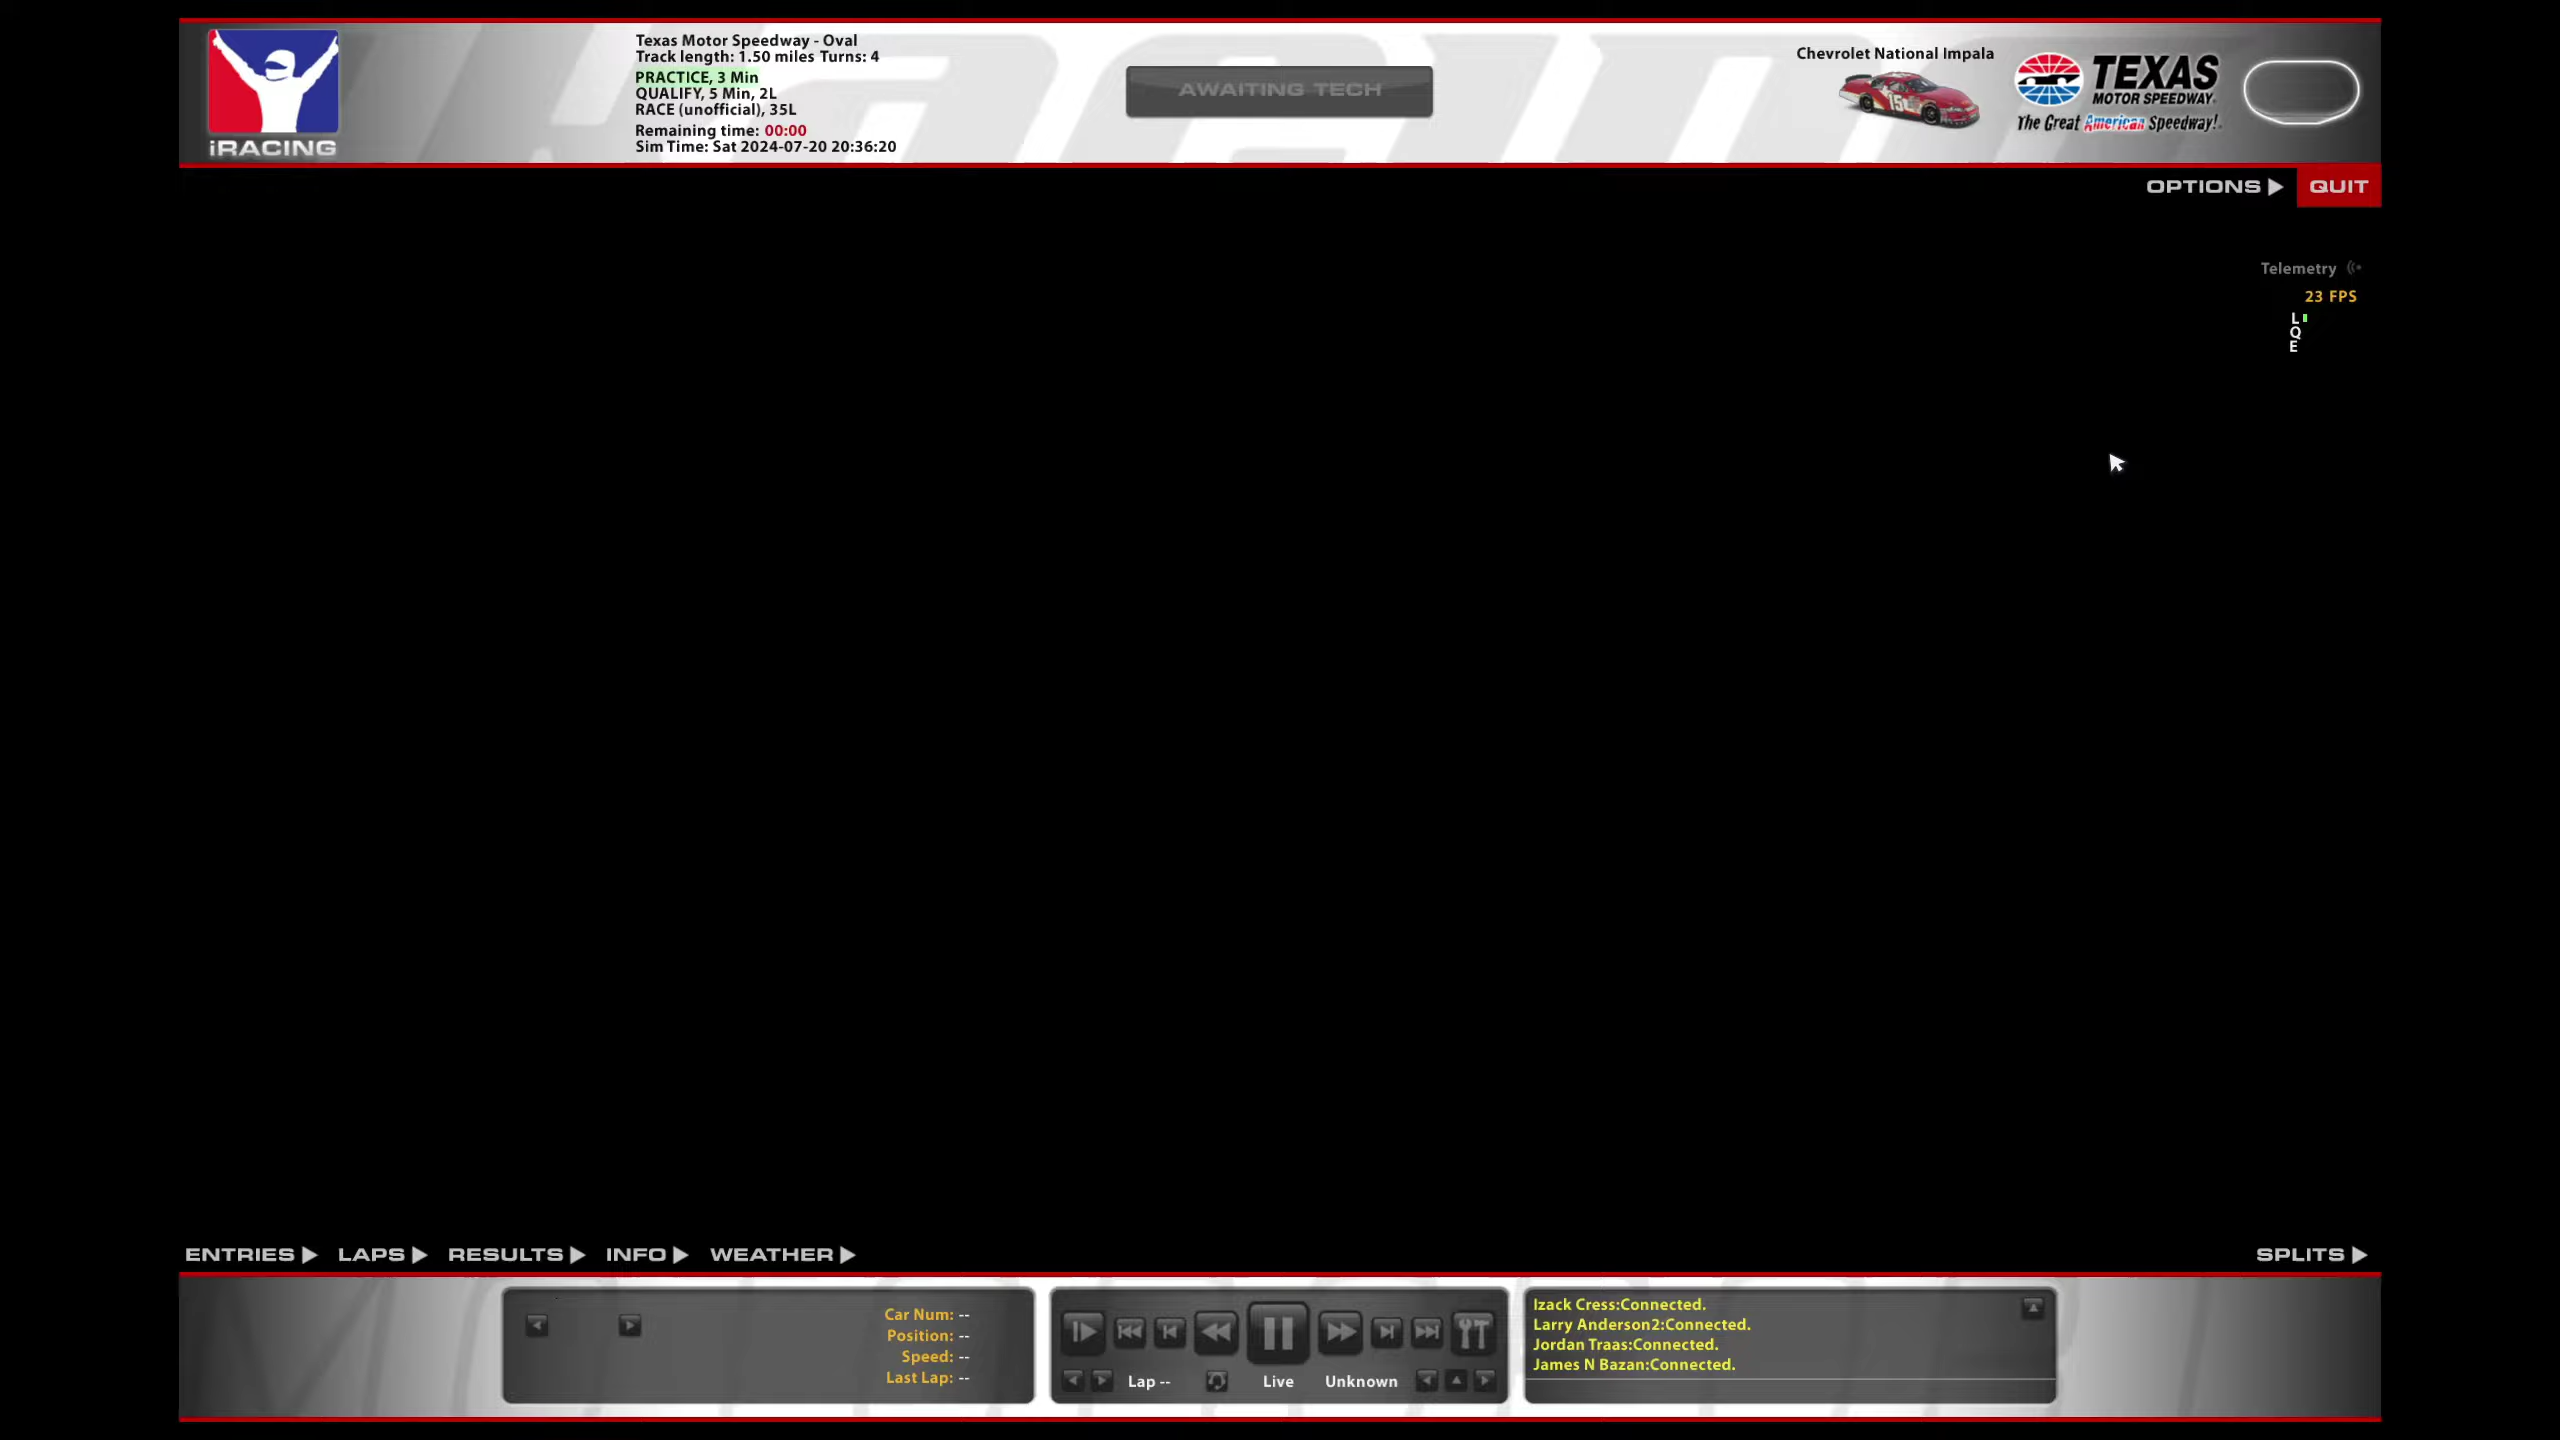 iRACING
Texas Motor Speedway - Oval
Track length: 1.50 miles Turns: 4
PRACTICE, 3 Min
QUALIFY, 5 Min, 2L
RACE (unofficial), 35L
Remaining time: 00:00
Sim Time: Sat 2024-07-20 20:36:20
AWAITING TECH
Chevrolet National Impala
15
TEXAS
MOTOR SPEEDWAY.
The Great American Speedway!
OPTIONS
QUIT
Telemetry
23 FPS
L
Q
E
ENTRIES LAPS RESULTS INFO WEATHER
SPLITS
Car Num: --
Position: --
Speed: --
Last Lap: --
Lap -- Live Unknown
Izack Cress:Connected.
Larry Anderson2:Connected.
Jordan Traas:Connected.
James N Bazan:Connected.